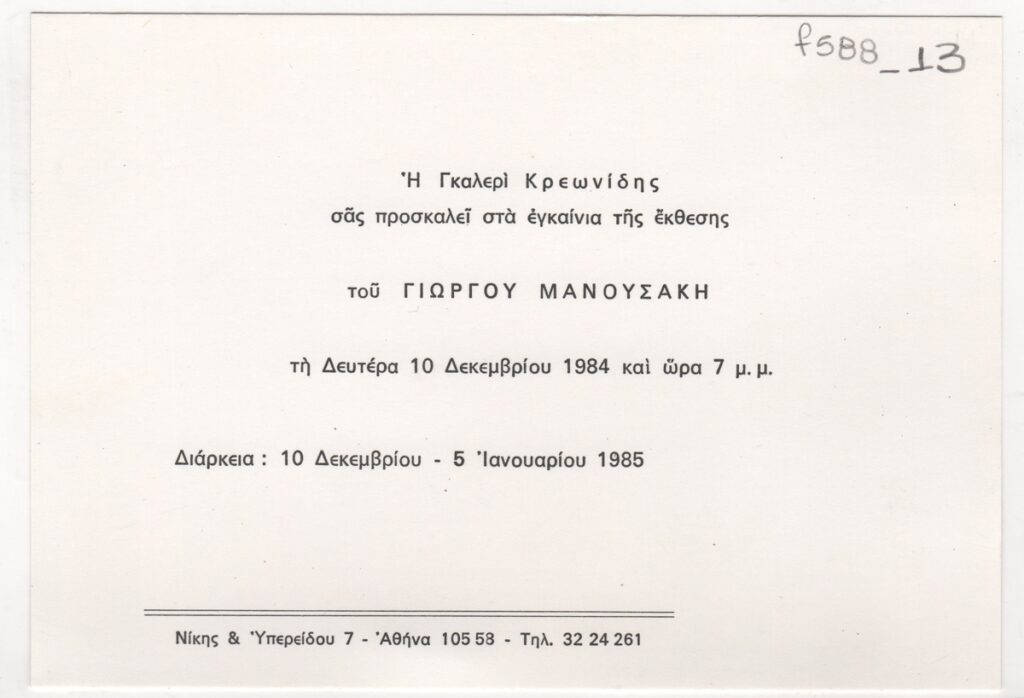 f588_13
Ἡ Γκαλερὶ Κρεωνίδης
σᾶς προσκαλεῖ στὰ ἐγκαίνια τῆς ἔκθεσης
τοῦ ΓΙΩΡΓΟΥ ΜΑΝΟΥΣΑΚΗ
τὴ Δευτέρα 10 Δεκεμβρίου 1984 καὶ ὥρα 7 μ.μ.
Διάρκεια : 10 Δεκεμβρίου - 5 Ἰανουαρίου 1985
Νίκης & Ὑπερείδου 7 - Ἀθήνα 105 58 - Τηλ. 32 24 261